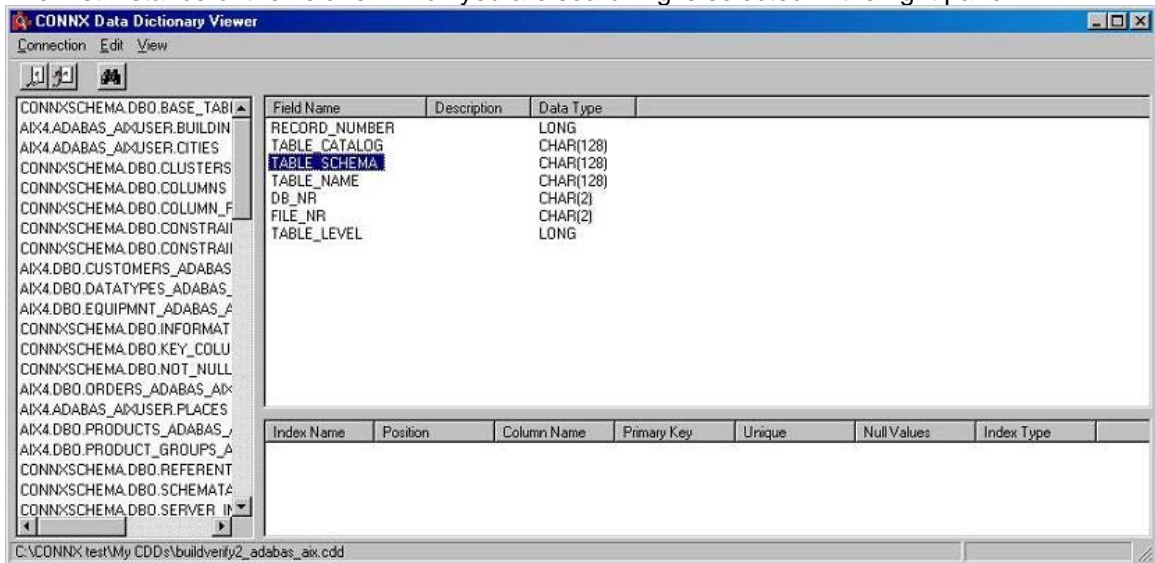 CONNX Data Dictionary Viewer
Connection Edit View
CONNXSCHEMA.DBO.BASE_TABL
AIX4.ADABAS_AIXUSER.BUILDIN
AIX4.ADABAS_AIXUSER.CITIES
CONNXSCHEMA.DBO.CLUSTERS
CONNXSCHEMA.DBO.COLUMNS
CONNXSCHEMA.DBO.COLUMN_F
CONNXSCHEMA.DBO.CONSTRAI
CONNXSCHEMA.DBO.CONSTRAI
AIX4.DBO.CUSTOMERS_ADABAS
AIX4.DBO.DATATYPES_ADABAS_
AIX4.DBO.EQUIPMNT_ADABAS_A
CONNXSCHEMA.DBO.INFORMAT
CONNXSCHEMA.DBO.KEY_COLU
CONNXSCHEMA.DBO.NOT_NULL
AIX4.DBO.ORDERS_ADABAS_AIX
AIX4.ADABAS_AIXUSER.PLACES
AIX4.DBO.PRODUCTS_ADABAS_
AIX4.DBO.PRODUCT_GROUPS_A
CONNXSCHEMA.DBO.REFERENT
CONNXSCHEMA.DBO.SCHEMATA
CONNXSCHEMA.DBO.SERVER_IN
Field Name Description Data Type
RECORD_NUMBER LONG
TABLE_CATALOG CHAR(128)
TABLE_SCHEMA CHAR(128)
TABLE_NAME CHAR(128)
DB_NR CHAR(2)
FILE_NR CHAR(2)
TABLE_LEVEL LONG
Index Name Position Column Name Primary Key Unique Null Values Index Type
C:\CONNX test\My CDDs\buildverify2_adabas_aix.cdd